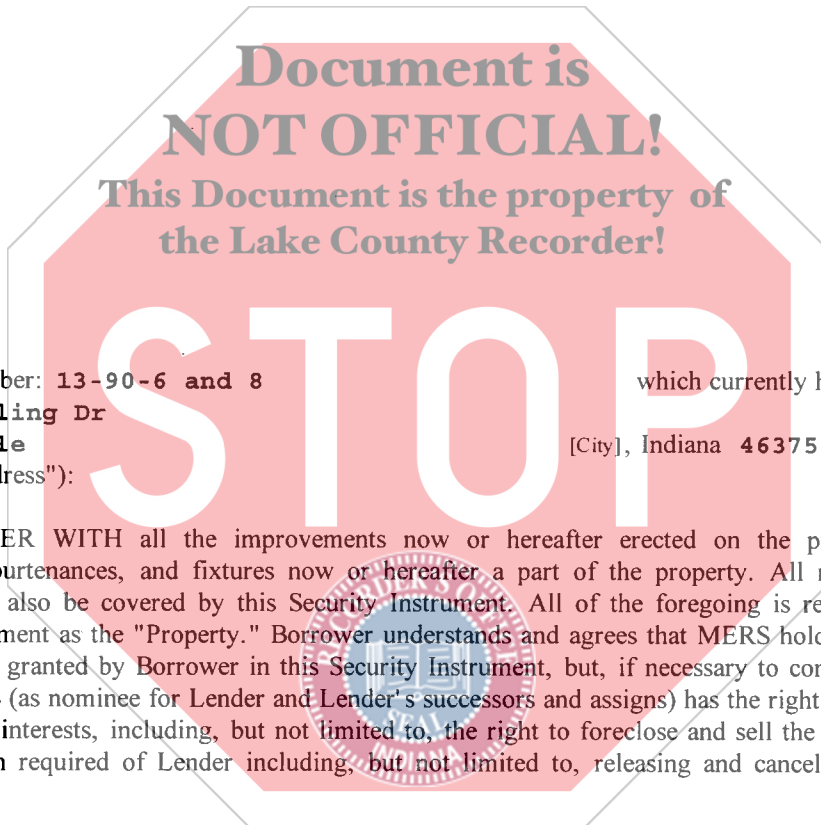 Document is
NOT OFFICIAL!
This Document is the property of
the Lake County Recorder!
STOP
ber: 13-90-6 and 8 which currently h
ling Dr
le [City], Indiana 46375
dress"):
ER WITH all the improvements now or hereafter erected on the p
purtenances, and fixtures now or hereafter a part of the property. All r
also be covered by this Security Instrument. All of the foregoing is re
ment as the "Property." Borrower understands and agrees that MERS hold
granted by Borrower in this Security Instrument, but, if necessary to con
(as nominee for Lender and Lender's successors and assigns) has the right
interests, including, but not limited to, the right to foreclose and sell the
required of Lender including, but not limited to, releasing and cancel
RECORDER'S OFFICE
SEAL
INDIANA